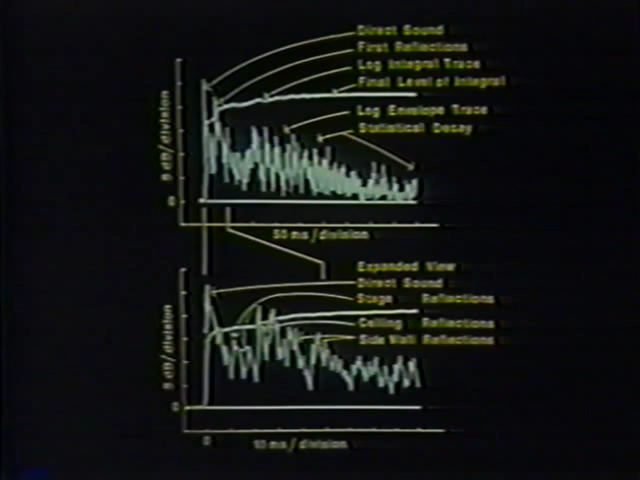 Direct Sound
First Reflections
Log Integral Trace
Final Level of Integral
Log Envelope Trace
Statistical Decay
dB/division
0
50 ms/division
Expanded View
Direct Sound
Stage Reflections
Ceiling Reflections
Side Wall Reflections
dB/division
0
0
10 ms/division